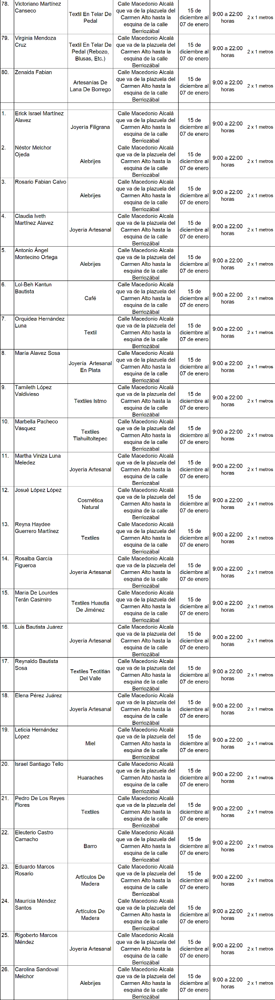 78.
Victoriano Martínez
Canseco
Textil En Telar De
Pedal
Calle Macedonio Alcalá
que va de la plazuela del
Carmen Alto hasta la
esquina de la calle
Berriozábal
15 de
diciembre al
07 de enero
9:00 a 22:00
horas
2 x 1 metros
79.
Virginia Mendoza
Cruz
Textil En Telar De
Pedal (Rebozo,
Blusas, Etc.)
Calle Macedonio Alcalá
que va de la plazuela del
Carmen Alto hasta la
esquina de la calle
Berriozábal
15 de
diciembre al
07 de enero
9:00 a 22:00
horas
2 x 1 metros
80.
Zenaida Fabian
Artesanías De
Lana De Borrego
Calle Macedonio Alcalá
que va de la plazuela del
Carmen Alto hasta la
esquina de la calle
Berriozábal
15 de
diciembre al
07 de enero
9:00 a 22:00
horas
2 x 1 metros
1.
Erick Israel Martínez
Alavez
Joyería Filigrana
Calle Macedonio Alcalá
que va de la plazuela del
Carmen Alto hasta la
esquina de la calle
Berriozábal
15 de
diciembre al
07 de enero
9:00 a 22:00
horas
2 x 1 metros
2.
Néstor Melchor
Ojeda
Alebrijes
Calle Macedonio Alcalá
que va de la plazuela del
Carmen Alto hasta la
esquina de la calle
Berriozábal
15 de
diciembre al
07 de enero
9:00 a 22:00
horas
2 x 1 metros
3.
Rosario Fabian Calvo
Alebrijes
Calle Macedonio Alcalá
que va de la plazuela del
Carmen Alto hasta la
esquina de la calle
Berriozábal
15 de
diciembre al
07 de enero
9:00 a 22:00
horas
2 x 1 metros
4.
Claudia Iveth
Martínez Alavez
Joyería Artesanal
Calle Macedonio Alcalá
que va de la plazuela del
Carmen Alto hasta la
esquina de la calle
Berriozábal
15 de
diciembre al
07 de enero
9:00 a 22:00
horas
2 x 1 metros
5.
Antonio Ángel
Montecino Ortega
Alebrijes
Calle Macedonio Alcalá
que va de la plazuela del
Carmen Alto hasta la
esquina de la calle
Berriozábal
15 de
diciembre al
07 de enero
9:00 a 22:00
horas
2 x 1 metros
6.
Lol-Beh Kantun
Bautista
Café
Calle Macedonio Alcalá
que va de la plazuela del
Carmen Alto hasta la
esquina de la calle
Berriozábal
15 de
diciembre al
07 de enero
9:00 a 22:00
horas
2 x 1 metros
7.
Orquidea Hernández
Luna
Textil
Calle Macedonio Alcalá
que va de la plazuela del
Carmen Alto hasta la
esquina de la calle
Berriozábal
15 de
diciembre al
07 de enero
9:00 a 22:00
horas
2 x 1 metros
8.
María Alavez Sosa
Joyería Artesanal
En Plata
Calle Macedonio Alcalá
que va de la plazuela del
Carmen Alto hasta la
esquina de la calle
Berriozábal
15 de
diciembre al
07 de enero
9:00 a 22:00
horas
2 x 1 metros
9.
Tamileth López
Valdivieso
Textiles Istmo
Calle Macedonio Alcalá
que va de la plazuela del
Carmen Alto hasta la
esquina de la calle
Berriozábal
15 de
diciembre al
07 de enero
9:00 a 22:00
horas
2 x 1 metros
10.
Marbella Pacheco
Vásquez
Textiles
Tlahuiltoltepec
Calle Macedonio Alcalá
que va de la plazuela del
Carmen Alto hasta la
esquina de la calle
Berriozábal
15 de
diciembre al
07 de enero
9:00 a 22:00
horas
2 x 1 metros
11.
Martha Viniza Luna
Meledez
Joyería Artesanal
Calle Macedonio Alcalá
que va de la plazuela del
Carmen Alto hasta la
esquina de la calle
Berriozábal
15 de
diciembre al
07 de enero
9:00 a 22:00
horas
2 x 1 metros
12.
Josué López López
Cosmética
Natural
Calle Macedonio Alcalá
que va de la plazuela del
Carmen Alto hasta la
esquina de la calle
Berriozábal
15 de
diciembre al
07 de enero
9:00 a 22:00
horas
2 x 1 metros
13.
Reyna Haydee
Guerrero Martínez
Textiles
Calle Macedonio Alcalá
que va de la plazuela del
Carmen Alto hasta la
esquina de la calle
Berriozábal
15 de
diciembre al
07 de enero
9:00 a 22:00
horas
2 x 1 metros
14.
Rosalba García
Figueroa
Joyería Artesanal
Calle Macedonio Alcalá
que va de la plazuela del
Carmen Alto hasta la
esquina de la calle
Berriozábal
15 de
diciembre al
07 de enero
9:00 a 22:00
horas
2 x 1 metros
15.
María De Lourdes
Terán Casimiro
Textiles Huautla
De Jiménez
Calle Macedonio Alcalá
que va de la plazuela del
Carmen Alto hasta la
esquina de la calle
Berriozábal
15 de
diciembre al
07 de enero
9:00 a 22:00
horas
2 x 1 metros
16.
Luis Bautista Juárez
Joyería Artesanal
Calle Macedonio Alcalá
que va de la plazuela del
Carmen Alto hasta la
esquina de la calle
Berriozábal
15 de
diciembre al
07 de enero
9:00 a 22:00
horas
2 x 1 metros
17.
Reynaldo Bautista
Sosa
Textiles Teotitlán
Del Valle
Calle Macedonio Alcalá
que va de la plazuela del
Carmen Alto hasta la
esquina de la calle
Berriozábal
15 de
diciembre al
07 de enero
9:00 a 22:00
horas
2 x 1 metros
18.
Elena Pérez Juárez
Joyería Artesanal
Calle Macedonio Alcalá
que va de la plazuela del
Carmen Alto hasta la
esquina de la calle
Berriozábal
15 de
diciembre al
07 de enero
9:00 a 22:00
horas
2 x 1 metros
19.
Leticia Hernández
López
Miel
Calle Macedonio Alcalá
que va de la plazuela del
Carmen Alto hasta la
esquina de la calle
Berriozábal
15 de
diciembre al
07 de enero
9:00 a 22:00
horas
2 x 1 metros
20.
Israel Santiago Tello
Huaraches
Calle Macedonio Alcalá
que va de la plazuela del
Carmen Alto hasta la
esquina de la calle
Berriozábal
15 de
diciembre al
07 de enero
9:00 a 22:00
horas
2 x 1 metros
21.
Pedro De Los Reyes
Flores
Textiles
Calle Macedonio Alcalá
que va de la plazuela del
Carmen Alto hasta la
esquina de la calle
Berriozábal
15 de
diciembre al
07 de enero
9:00 a 22:00
horas
2 x 1 metros
22.
Eleuterio Castro
Camacho
Barro
Calle Macedonio Alcalá
que va de la plazuela del
Carmen Alto hasta la
esquina de la calle
Berriozábal
15 de
diciembre al
07 de enero
9:00 a 22:00
horas
2 x 1 metros
23.
Eduardo Marcos
Rosario
Artículos De
Madera
Calle Macedonio Alcalá
que va de la plazuela del
Carmen Alto hasta la
esquina de la calle
Berriozábal
15 de
diciembre al
07 de enero
9:00 a 22:00
horas
2 x 1 metros
24.
Maurícia Méndez
Santos
Artículos De
Madera
Calle Macedonio Alcalá
que va de la plazuela del
Carmen Alto hasta la
esquina de la calle
Berriozábal
15 de
diciembre al
07 de enero
9:00 a 22:00
horas
2 x 1 metros
25.
Rigoberto Marcos
Méndez
Joyería Artesanal
Calle Macedonio Alcalá
que va de la plazuela del
Carmen Alto hasta la
esquina de la calle
Berriozábal
15 de
diciembre al
07 de enero
9:00 a 22:00
horas
2 x 1 metros
26.
Carolina Sandoval
Melchor
Alebrijes
Calle Macedonio Alcalá
que va de la plazuela del
Carmen Alto hasta la
esquina de la calle
Berriozábal
15 de
diciembre al
07 de enero
9:00 a 22:00
horas
2 x 1 metros